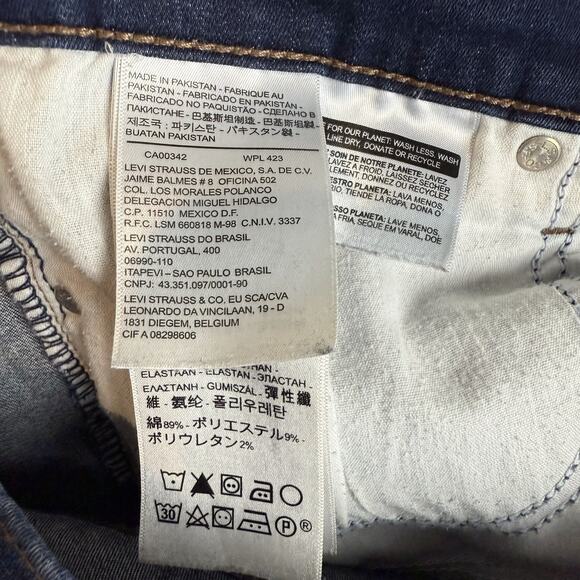 MADE IN PAKISTAN - FABRIQUE AU
PAKISTAN - FABRICADO EN PAKISTÁN -
FABRICADO NO PAQUISTÃO - СДЕЛАНО В
ПАКИСТАНЕ - 巴基斯坦制造 - 巴基斯坦製
제조국 : 파키스탄 - パキスタン製 -
BUATAN PAKISTAN
CA00342 WPL 423
LEVI STRAUSS DE MEXICO, S.A. DE C.V.
JAIME BALMES # 8 OFICINA 502
COL. LOS MORALES POLANCO
DELEGACION MIGUEL HIDALGO
C.P. 11510 MEXICO D.F.
R.F.C. LSM 660818 M-98 C.N.I.V. 3337
LEVI STRAUSS DO BRASIL
AV. PORTUGAL, 400
06990-110
ITAPEVI – SAO PAULO BRASIL
CNPJ: 43.351.097/0001-90
LEVI STRAUSS & CO. EU SCA/CVA
LEONARDO DA VINCILAAN, 19 - D
1831 DIEGEM, BELGIUM
CIF A 08298606
E FOR OUR PLANET: WASH LESS, WASH
LINE DRY, DONATE OR RECYCLE
SOIN DE NOTRE PLANETE: LAVEZ
LAVEZ A FROID, LAISSEZ SECHER
DONNEZ OU RECYCLEZ
ESTRO PLANETA: LAVA MENOS,
TIENDE, DONA O RECICLA
SSO PLANETA: LAVE MENOS,
A FRIA, SEQUE EM VARAL, DOE
ELASTAAN - ELASTAN - ЭЛАСТАН -
ΕΛΑΣΤΑΝΗ - GUMISZÁL - 彈性纖
維 - 氨纶 - 폴리우레탄
綿89% - ポリエステル9% -
ポリウレタン2%
30 P ®